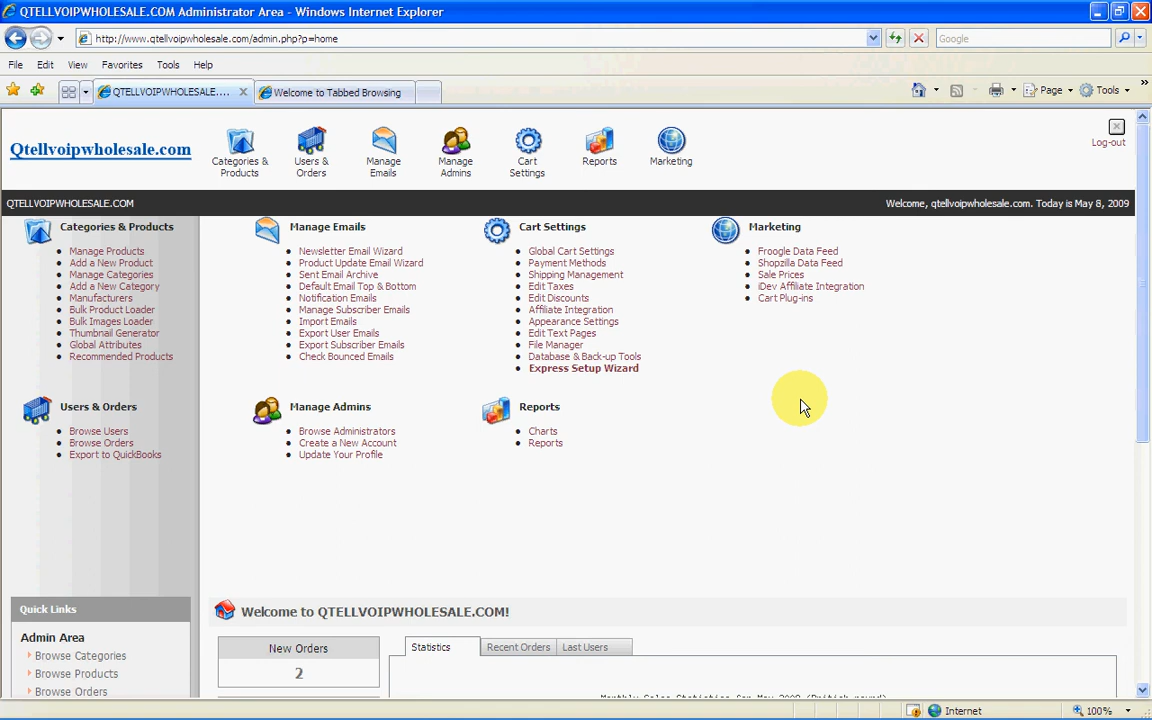 QTELLVOIPWHOLESALE.COM Administrator Area - Windows Internet Explorer
http://www.qtellvoipwholesale.com/admin.php?p=home
Google
File Edit View Favorites Tools Help
QTELLVOIPWHOLESALE....
Welcome to Tabbed Browsing
Page
Tools
Qtellvoipwholesale.com
Categories & Products
Users & Orders
Manage Emails
Manage Admins
Cart Settings
Reports
Marketing
Log-out
QTELLVOIPWHOLESALE.COM
Welcome, qtellvoipwholesale.com. Today is May 8, 2009
Categories & Products
Manage Products
Add a New Product
Manage Categories
Add a New Category
Manufacturers
Bulk Product Loader
Bulk Images Loader
Thumbnail Generator
Global Attributes
Recommended Products
Manage Emails
Newsletter Email Wizard
Product Update Email Wizard
Sent Email Archive
Default Email Top & Bottom
Notification Emails
Manage Subscriber Emails
Import Emails
Export User Emails
Export Subscriber Emails
Check Bounced Emails
Cart Settings
Global Cart Settings
Payment Methods
Shipping Management
Edit Taxes
Edit Discounts
Affiliate Integration
Appearance Settings
Edit Text Pages
File Manager
Database & Back-up Tools
Express Setup Wizard
Marketing
Froogle Data Feed
Shopzilla Data Feed
Sale Prices
iDev Affiliate Integration
Cart Plug-ins
Users & Orders
Browse Users
Browse Orders
Export to QuickBooks
Manage Admins
Browse Administrators
Create a New Account
Update Your Profile
Reports
Charts
Reports
Quick Links
Admin Area
Browse Categories
Browse Products
Browse Orders
Welcome to QTELLVOIPWHOLESALE.COM!
New Orders
2
Statistics
Recent Orders
Last Users
Monthly Sales Statistics for May 2009 (British pound)
Internet
100%